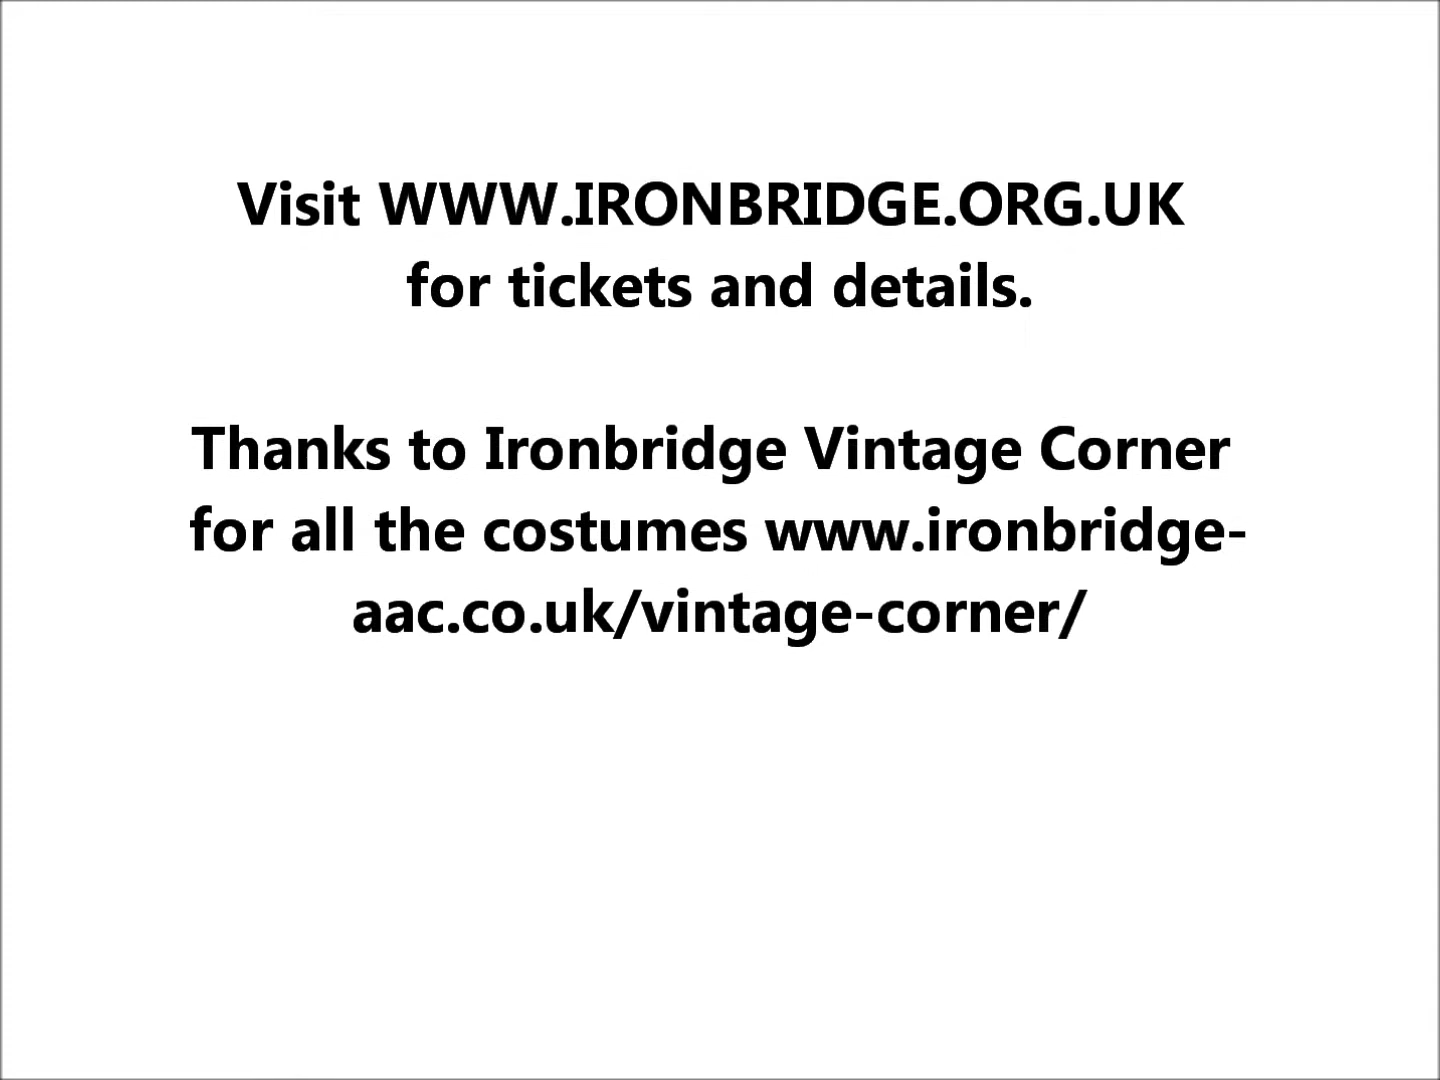 Visit WWW.IRONBRIDGE.ORG.UK
for tickets and details.
Thanks to Ironbridge Vintage Corner
for all the costumes www.ironbridge-
aac.co.uk/vintage-corner/